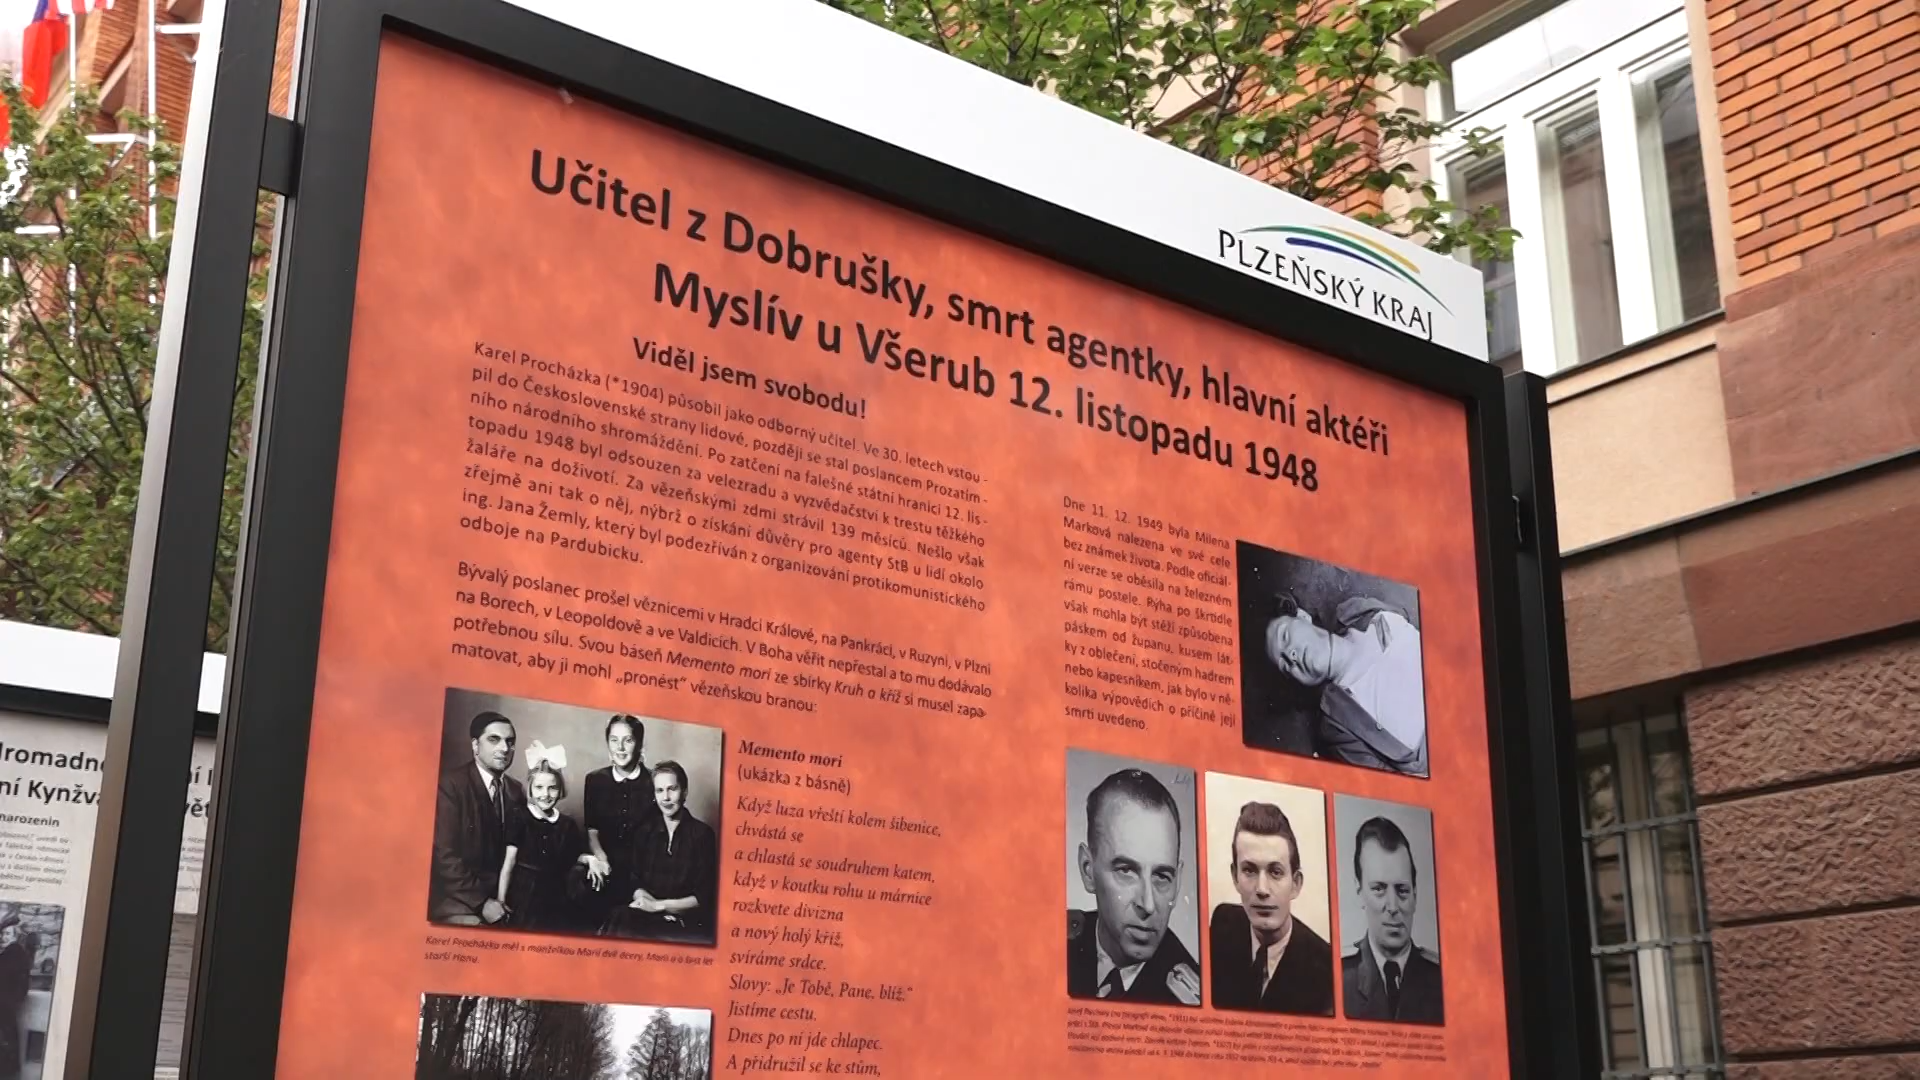 PLZEŇSKÝ KRAJ
Učitel z Dobrušky, smrt agentky, hlavní aktéři
Myslív u Všerub 12. listopadu 1948
Viděl jsem svobodu!
Karel Procházka (*1904) působil jako odborný učitel. Ve 30. letech vstou -
pil do Československé strany lidové, později se stal poslancem Prozatím -
ního národního shromáždění. Po zatčení na falešné státní hranici 12. lis -
topadu 1948 byl odsouzen za velezradu a vyzvědačství k trestu těžkého
žaláře na doživotí. Za vězeňskými zdmi strávil 139 měsíců. Nešlo však
zřejmě ani tak o něj, nýbrž o získání důvěry pro agenty StB u lidí okolo
ing. Jana Žemly, který byl podezříván z organizování protikomunistického
odboje na Pardubicku.
Bývalý poslanec prošel věznicemi v Hradci Králové, na Pankráci, v Ruzyni, v Plzni
na Borech, v Leopoldově a ve Valdicích. V Boha věřit nepřestal a to mu dodávalo
potřebnou sílu. Svou báseň Memento mori ze sbírky Kruh a kříž si musel zapa-
matovat, aby ji mohl „pronést“ vězeňskou branou:
Karel Procházka měl s manželkou Marií dvě dcery, Marii a o šest let
starší Hanu.
Memento mori
(ukázka z básně)
Když luza vřeští kolem šibenice,
chvástá se
a chlastá se soudruhem katem,
když v koutku rohu u márnice
rozkvete divizna
a nový holý kříž,
svíráme srdce.
Slovy: „Je Tobě, Pane, blíž.“
Jistíme cestu.
Dnes po ní jde chlapec.
A přidružil se ke stům,
Dne 11. 12. 1949 byla Milena
Marková nalezena ve své cele
bez známek života. Podle oficiál-
ní verze se oběsila na železném
rámu postele. Rýha po škrtidle
však mohla být stěží způsobena
páskem od županu, kusem lát-
ky z oblečení, stočeným hadrem
nebo kapesníkem, jak bylo v ně-
kolika výpovědích o příčině její
smrti uvedeno.
ní Kynžva
narozenin